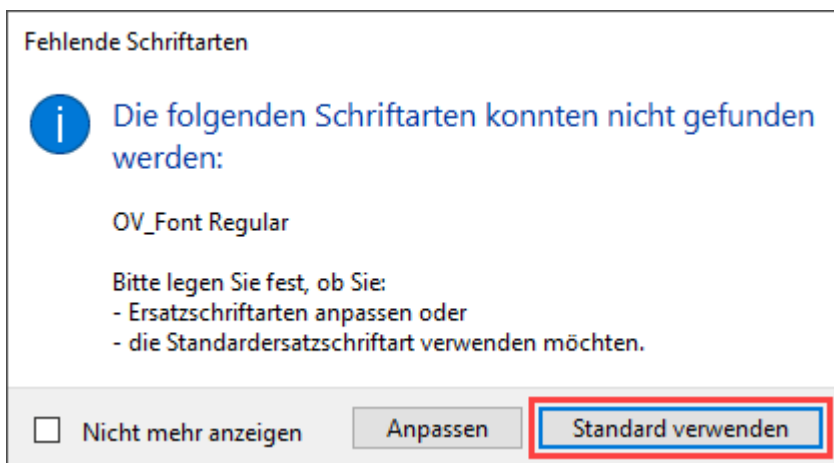 Fehlende Schriftarten
Die folgenden Schriftarten konnten nicht gefunden
werden:
OV_Font Regular
Bitte legen Sie fest, ob Sie:
- Ersatzschriftarten anpassen oder
- die Standardersatzschriftart verwenden möchten.
Nicht mehr anzeigen
Anpassen
Standard verwenden